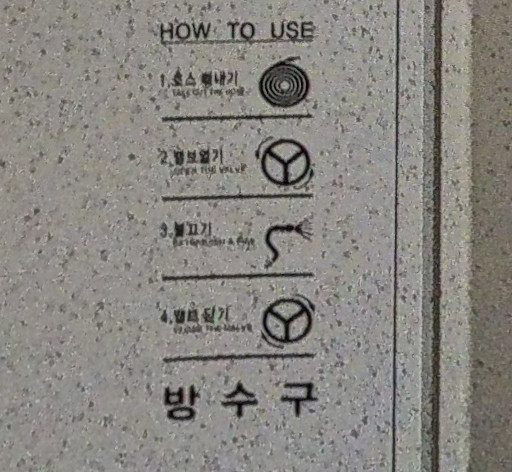 HOW TO USE
1.호스 빼내기
TAKE OUT THE HOSE
2.밸브열기
OPEN THE VALVE
3.불끄기
EXTINGUISH A FIRE
4.밸브 닫기
CLOSE THE VALVE
방 수 구